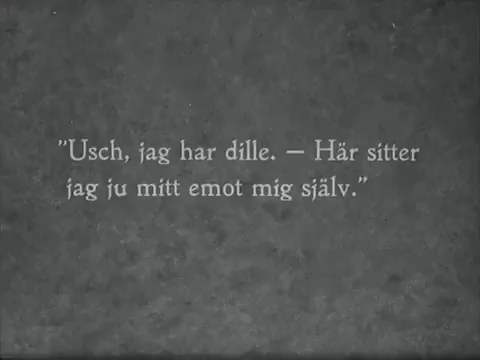 "Usch, jag har dille. — Här sitter
jag ju mitt emot mig själv."